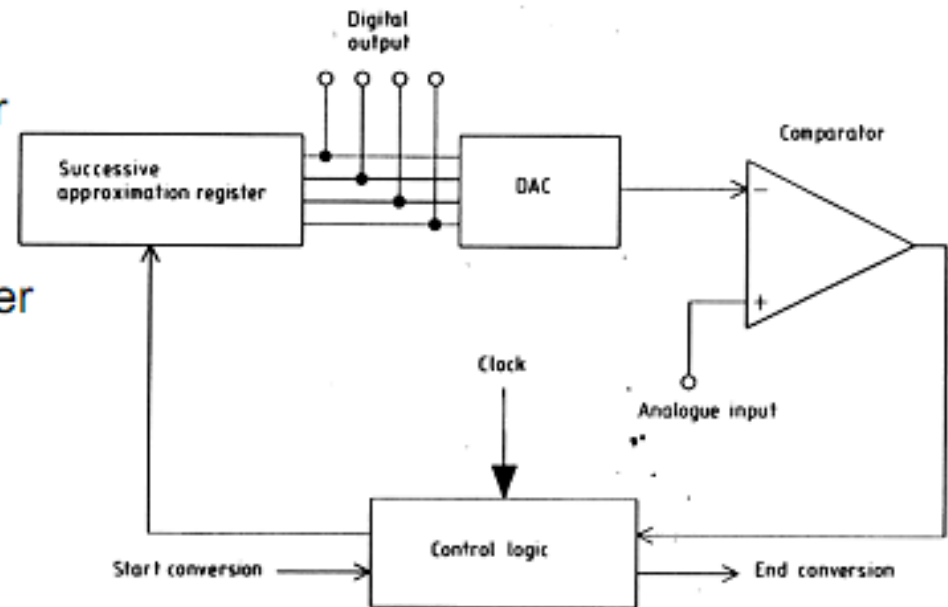 Digital
output
Comparator
Successive
approximation register
DAC
−
+
Clock
Analogue input
Control logic
Start conversion
End conversion